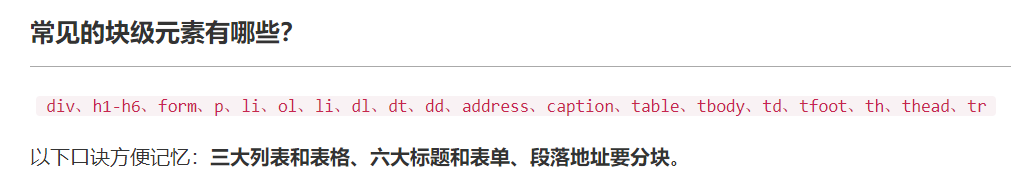 常见的块级元素有哪些？
div、h1-h6、form、p、li、ol、li、dl、dt、dd、address、caption、table、tbody、td、tfoot、th、thead、tr
以下口诀方便记忆：三大列表和表格、六大标题和表单、段落地址要分块。